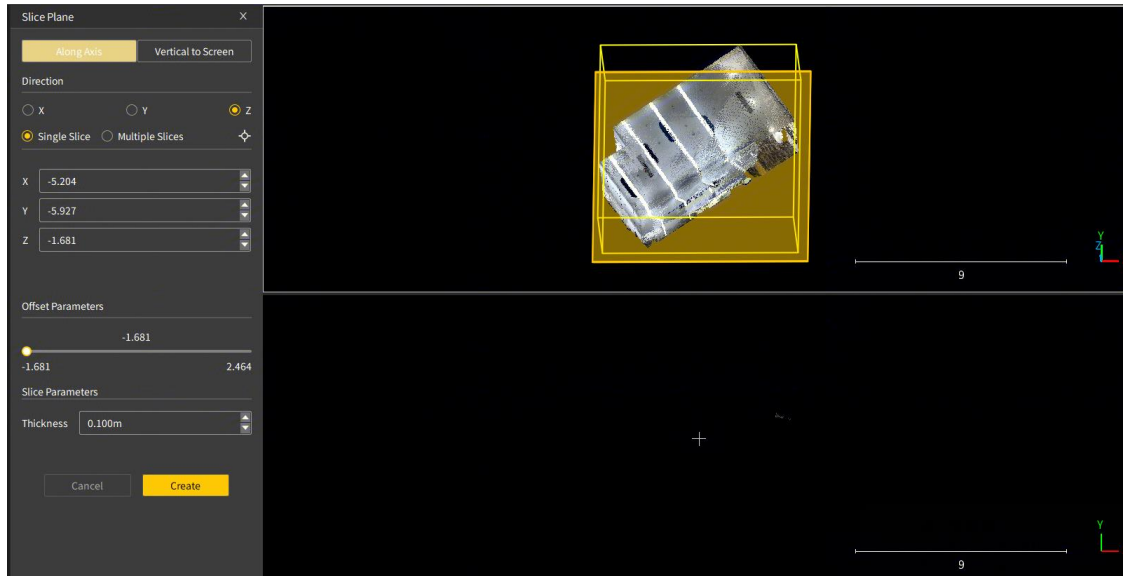 Slice Plane X
Along Axis Vertical to Screen
Direction
X Y Z
Single Slice Multiple Slices
X -5.204
Y -5.927
Z -1.681
Offset Parameters
-1.681
-1.681 2.464
Slice Parameters
Thickness 0.100m
Cancel Create
Y
Z
9
Y
9